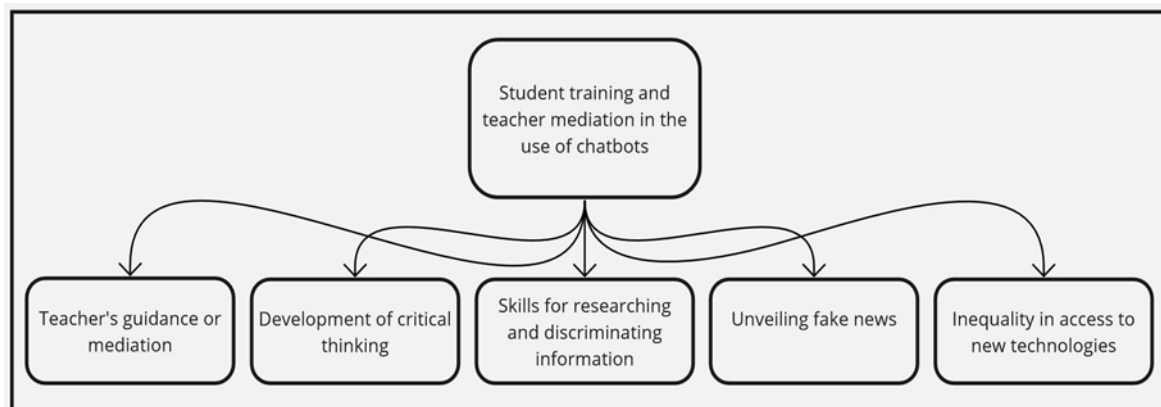 Student training and
teacher mediation in the
use of chatbots
Teacher's guidance or
mediation
Development of critical
thinking
Skills for researching
and discriminating
information
Unveiling fake news
Inequality in access to
new technologies